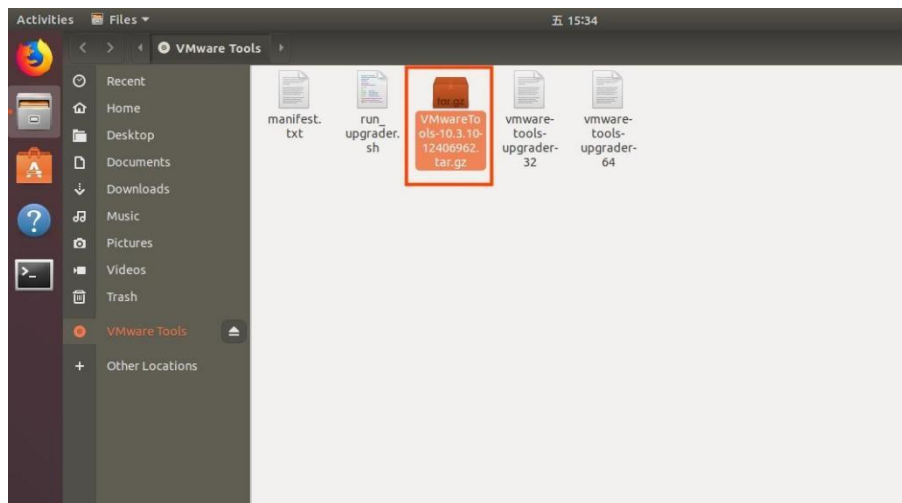 Activities
Files
五 15:34
VMware Tools
Recent
Home
Desktop
Documents
Downloads
Music
Pictures
Videos
Trash
VMware Tools
Other Locations
manifest.
txt
run_
upgrader.
sh
tar.gz
VMwareTo
ols-10.3.10-
12406962.
tar.gz
vmware-
tools-
upgrader-
32
vmware-
tools-
upgrader-
64